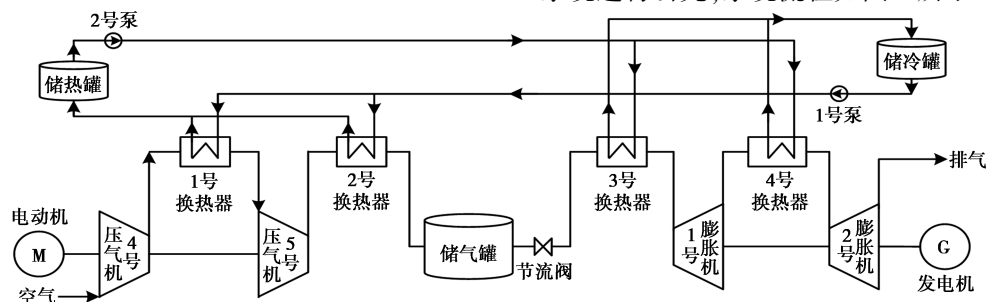 2号泵
储热罐
储冷罐
1号泵
1号
换热器
2号
换热器
3号
换热器
4号
换热器
排气
电动机
M
压气机
4号
压气机
5号
储气罐
节流阀
1号
膨胀机
2号
膨胀机
G
发电机
空气